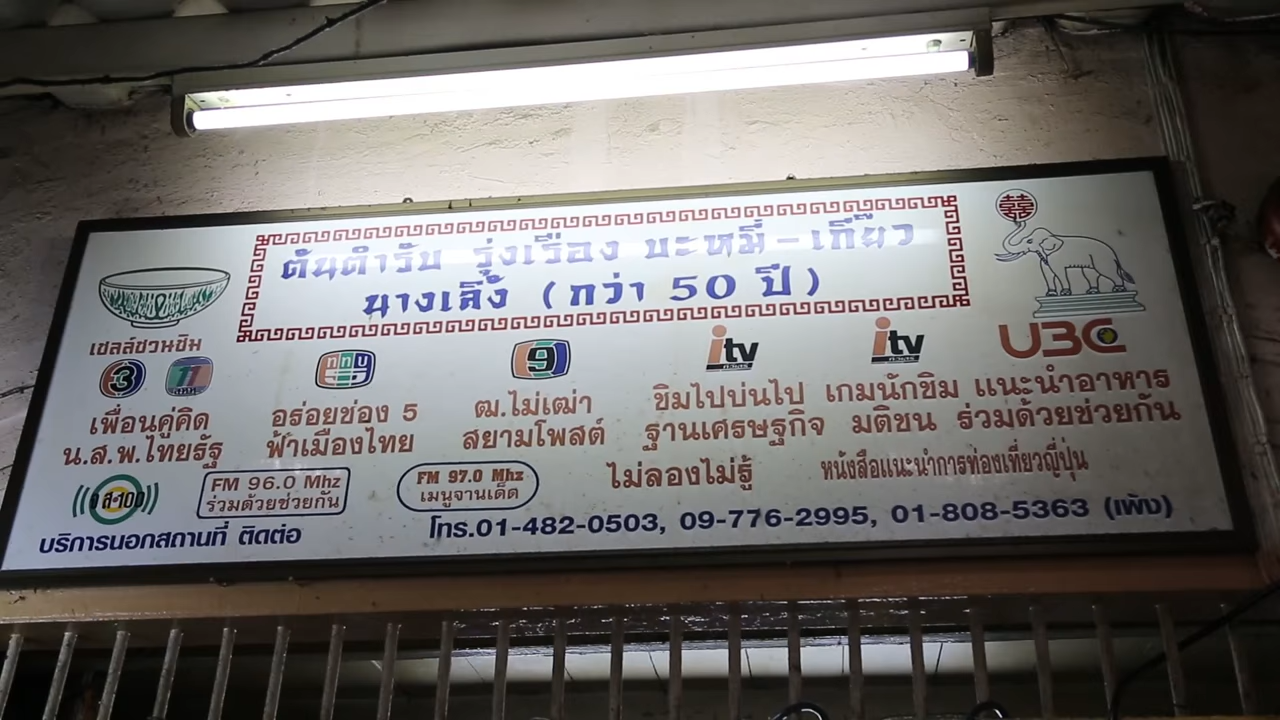 ต้นตำรับ รุ่งเรือง บะหมี่-เกี๊ยว
นางเลิ้ง (กว่า 50 ปี)
เชลล์ชวนชิม
3 11 ททบ 9 itv itv UBC
เพื่อนคู่คิด อร่อยช่อง 5 ฒ.ไม่เฒ่า ชิมไปบ่นไป เกมนักชิม แนะนำอาหาร
น.ส.พ.ไทยรัฐ ฟ้าเมืองไทย สยามโพสต์ ฐานเศรษฐกิจ มติชน ร่วมด้วยช่วยกัน
จส-100 FM 96.0 Mhz FM 97.0 Mhz ไม่ลองไม่รู้ หนังสือแนะนำการท่องเที่ยวญี่ปุ่น
ร่วมด้วยช่วยกัน เมนูจานเด็ด
บริการนอกสถานที่ ติดต่อ โทร.01-482-0503, 09-776-2995, 01-808-5363 (เพ้ง)